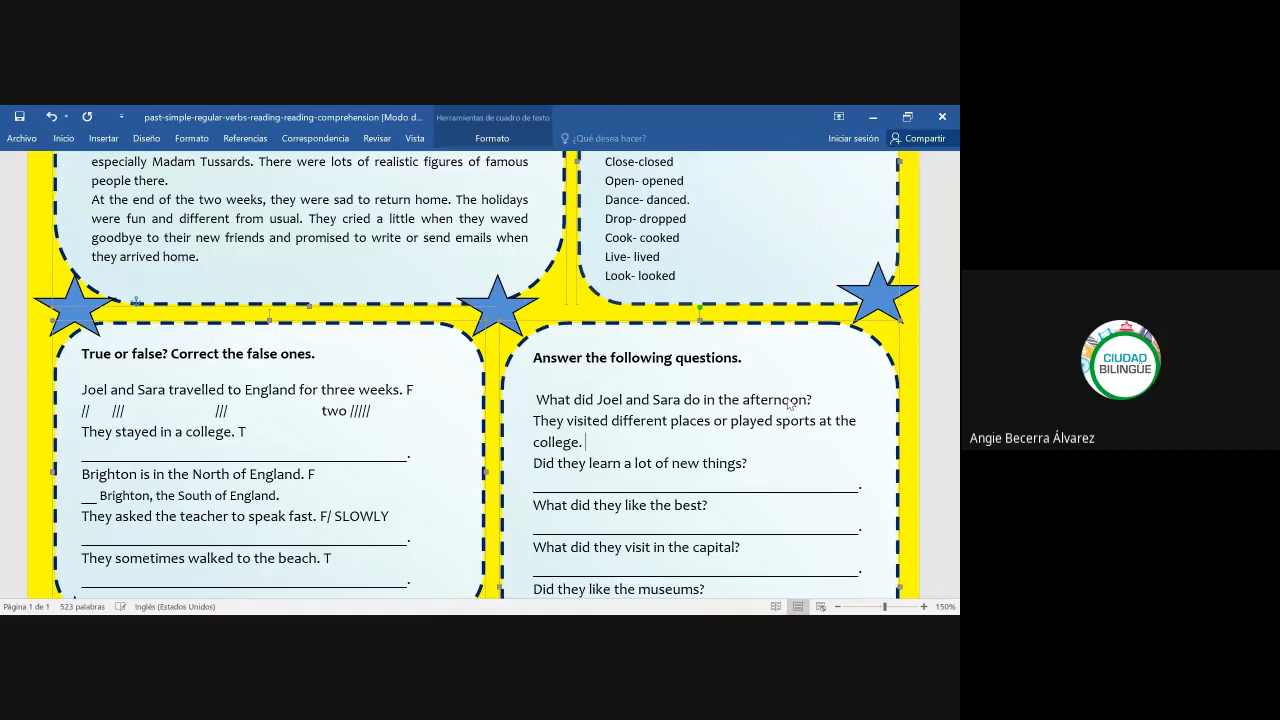 past-simple-regular-verbs-reading-reading-comprehension [Modo d...
Herramientas de cuadro de texto
Archivo Inicio Insertar Diseño Formato Referencias Correspondencia Revisar Vista Formato ¿Qué desea hacer? Iniciar sesión Compartir
especially Madam Tussards. There were lots of realistic figures of famous
people there.
At the end of the two weeks, they were sad to return home. The holidays
were fun and different from usual. They cried a little when they waved
goodbye to their new friends and promised to write or send emails when
they arrived home.
Close-closed
Open- opened
Dance- danced.
Drop- dropped
Cook- cooked
Live- lived
Look- looked
True or false? Correct the false ones.
Joel and Sara travelled to England for three weeks. F
// /// /// two /////
They stayed in a college. T
_______________.
Brighton is in the North of England. F
__ Brighton, the South of England.
They asked the teacher to speak fast. F/ SLOWLY
_______________.
They sometimes walked to the beach. T
_______________.
Answer the following questions.
What did Joel and Sara do in the afternoon?
They visited different places or played sports at the
college.
Did they learn a lot of new things?
_______________.
What did they like the best?
_______________.
What did they visit in the capital?
_______________.
Did they like the museums?
Página 1 de 1 523 palabras Inglés (Estados Unidos) 150%
CIUDAD
BILINGÜE
Angie Becerra Álvarez